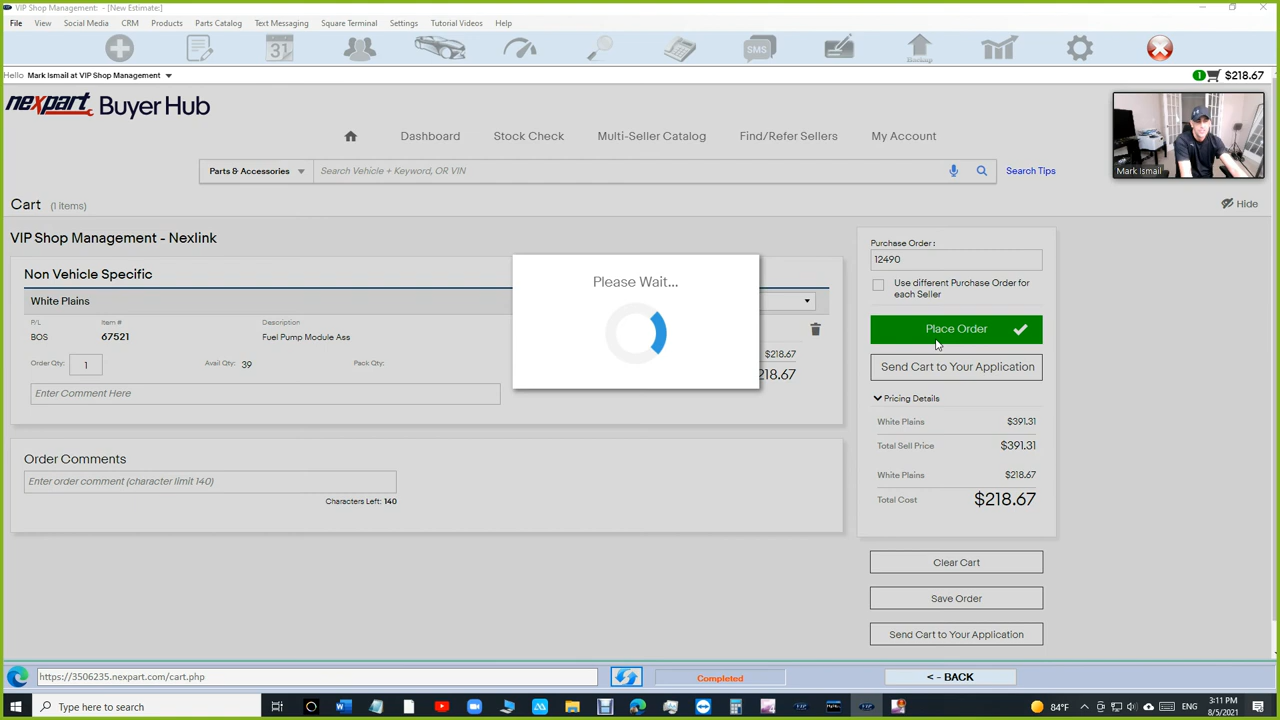 VIP Shop Management: - [New Estimate:]
File View Social Media CRM Products Parts Catalog Text Messaging Square Terminal Settings Tutorial Videos Help
31
SMS
Backup
Hello Mark Ismail at VIP Shop Management
1 $218.67
nexpart Buyer Hub
Dashboard Stock Check Multi-Seller Catalog Find/Refer Sellers My Account
Mark Ismail
Parts & Accessories Search Vehicle + Keyword, OR VIN Search Tips
Cart (1 items)
Hide
VIP Shop Management - Nexlink
Non Vehicle Specific
White Plains
P/L Item # Description
BOS 67521 Fuel Pump Module Ass
$218.67
Order Qty: 1 Avail Qty: 39 Pack Qty:
218.67
Enter Comment Here
Order Comments
Enter order comment (character limit 140)
Characters Left: 140
Please Wait...
Purchase Order :
12490
Use different Purchase Order for
each Seller
Place Order
Send Cart to Your Application
Pricing Details
White Plains $391.31
Total Sell Price $391.31
White Plains $218.67
Total Cost $218.67
Clear Cart
Save Order
Send Cart to Your Application
https://3506235.nexpart.com/cart.php
Completed
< - BACK
Type here to search
84°F
ENG
3:11 PM
8/5/2021